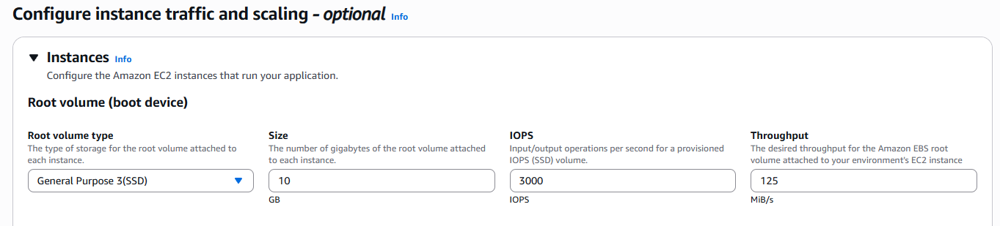 Configure instance traffic and scaling - optional Info
Instances Info
Configure the Amazon EC2 instances that run your application.
Root volume (boot device)
Root volume type
The type of storage for the root volume attached to
each instance.
General Purpose 3(SSD)
Size
The number of gigabytes of the root volume attached
to each instance.
10
GB
IOPS
Input/output operations per second for a provisioned
IOPS (SSD) volume.
3000
IOPS
Throughput
The desired throughput for the Amazon EBS root
volume attached to your environment's EC2 instance
125
MiB/s